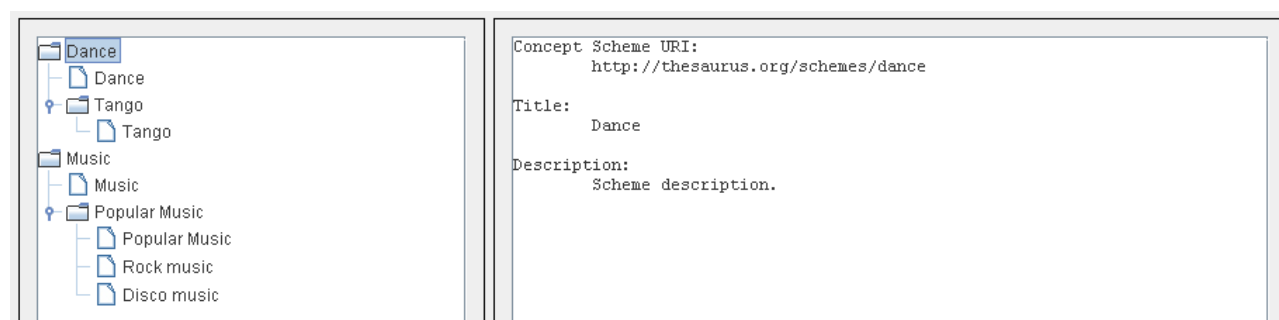 Dance
Dance
Tango
Tango
Music
Music
Popular Music
Popular Music
Rock music
Disco music
Concept Scheme URI:
http://thesaurus.org/schemes/dance
Title:
Dance
Description:
Scheme description.